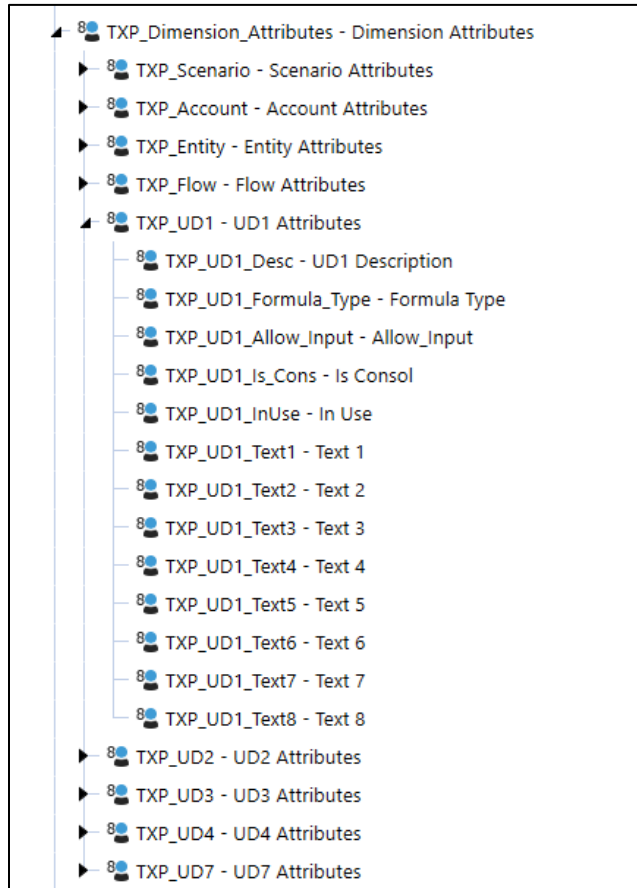 TXP_Dimension_Attributes - Dimension Attributes
TXP_Scenario - Scenario Attributes
TXP_Account - Account Attributes
TXP_Entity - Entity Attributes
TXP_Flow - Flow Attributes
TXP_UD1 - UD1 Attributes
TXP_UD1_Desc - UD1 Description
TXP_UD1_Formula_Type - Formula Type
TXP_UD1_Allow_Input - Allow_Input
TXP_UD1_Is_Cons - Is Consol
TXP_UD1_InUse - In Use
TXP_UD1_Text1 - Text 1
TXP_UD1_Text2 - Text 2
TXP_UD1_Text3 - Text 3
TXP_UD1_Text4 - Text 4
TXP_UD1_Text5 - Text 5
TXP_UD1_Text6 - Text 6
TXP_UD1_Text7 - Text 7
TXP_UD1_Text8 - Text 8
TXP_UD2 - UD2 Attributes
TXP_UD3 - UD3 Attributes
TXP_UD4 - UD4 Attributes
TXP_UD7 - UD7 Attributes